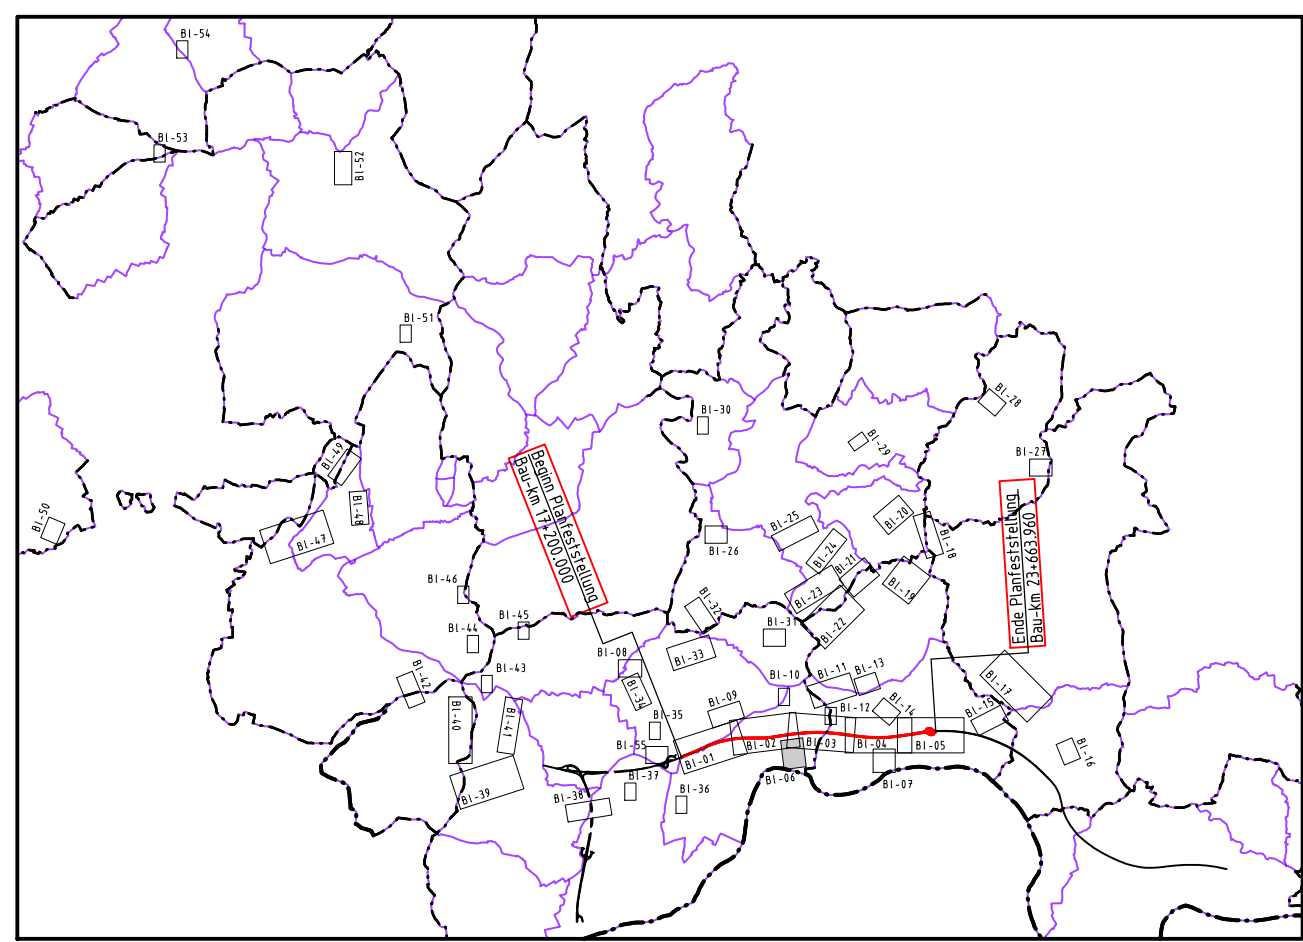 Bl-54
Bl-53
Bl-52
Bl-51
Bl-30
Bl-28
Bl-29
Bl-27
Bl-49
Bl-48
Bl-47
Bl-50
Beginn Planfeststellung
Bau-km 17+200.000
Ende Planfeststellung
Bau-km 23+663.960
Bl-20
Bl-18
Bl-25
Bl-24
Bl-26
Bl-21
Bl-19
Bl-23
Bl-22
Bl-46
Bl-45
Bl-44
Bl-32
Bl-31
Bl-33
Bl-43
Bl-42
Bl-08
Bl-34
Bl-10
Bl-11
Bl-13
Bl-17
Bl-09
Bl-12
Bl-14
Bl-15
Bl-40
Bl-41
Bl-35
Bl-55
Bl-01
Bl-02
Bl-03
Bl-04
Bl-05
Bl-16
Bl-06
Bl-07
Bl-37
Bl-36
Bl-38
Bl-39